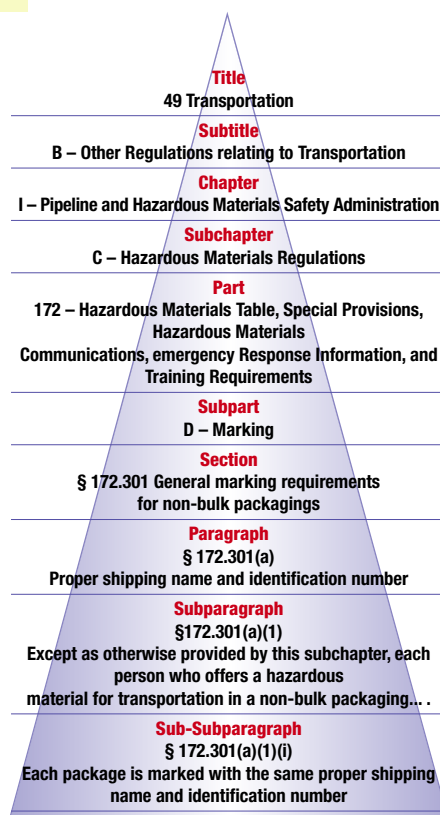 Title
49 Transportation
Subtitle
B – Other Regulations relating to Transportation
Chapter
I – Pipeline and Hazardous Materials Safety Administration
Subchapter
C – Hazardous Materials Regulations
Part
172 – Hazardous Materials Table, Special Provisions,
Hazardous Materials
Communications, emergency Response Information, and
Training Requirements
Subpart
D – Marking
Section
§ 172.301 General marking requirements
for non-bulk packagings
Paragraph
§ 172.301(a)
Proper shipping name and identification number
Subparagraph
§172.301(a)(1)
Except as otherwise provided by this subchapter, each
person who offers a hazardous
material for transportation in a non-bulk packaging... .
Sub-Subparagraph
§ 172.301(a)(1)(i)
Each package is marked with the same proper shipping
name and identification number